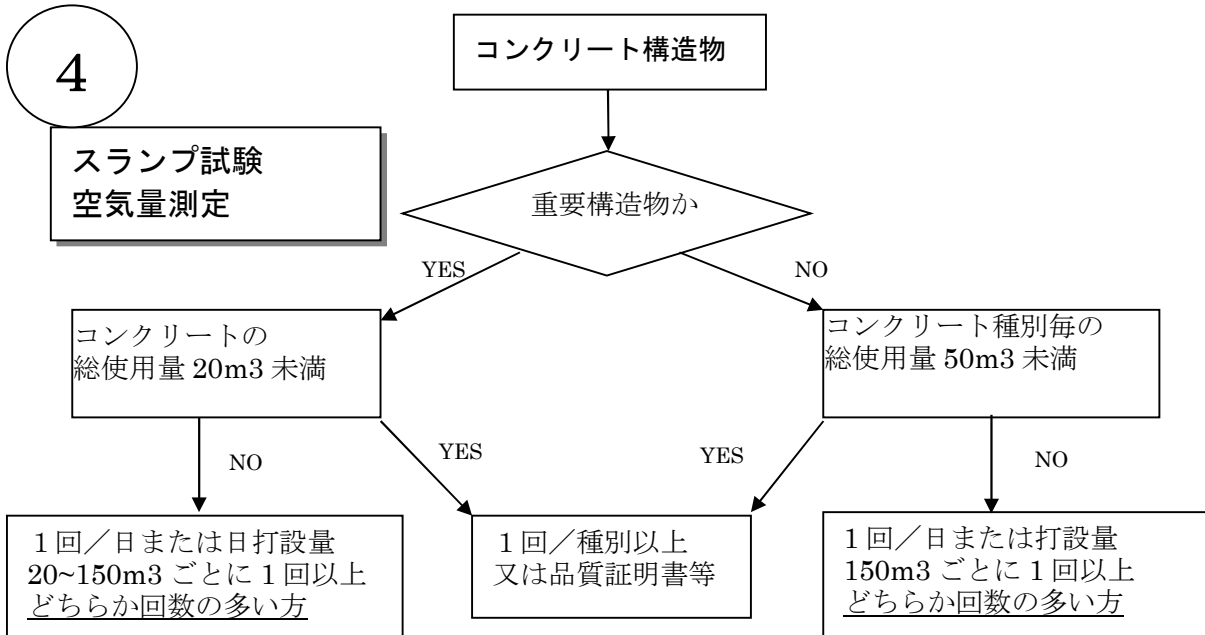 4
スランプ試験
空気量測定
コンクリート構造物
重要構造物か
YES
NO
コンクリートの
総使用量 20m3 未満
コンクリート種別毎の
総使用量 50m3 未満
NO
YES
YES
NO
1回／日または日打設量
20~150m3 ごとに1回以上
どちらか回数の多い方
1回／種別以上
又は品質証明書等
1回／日または打設量
150m3 ごとに1回以上
どちらか回数の多い方